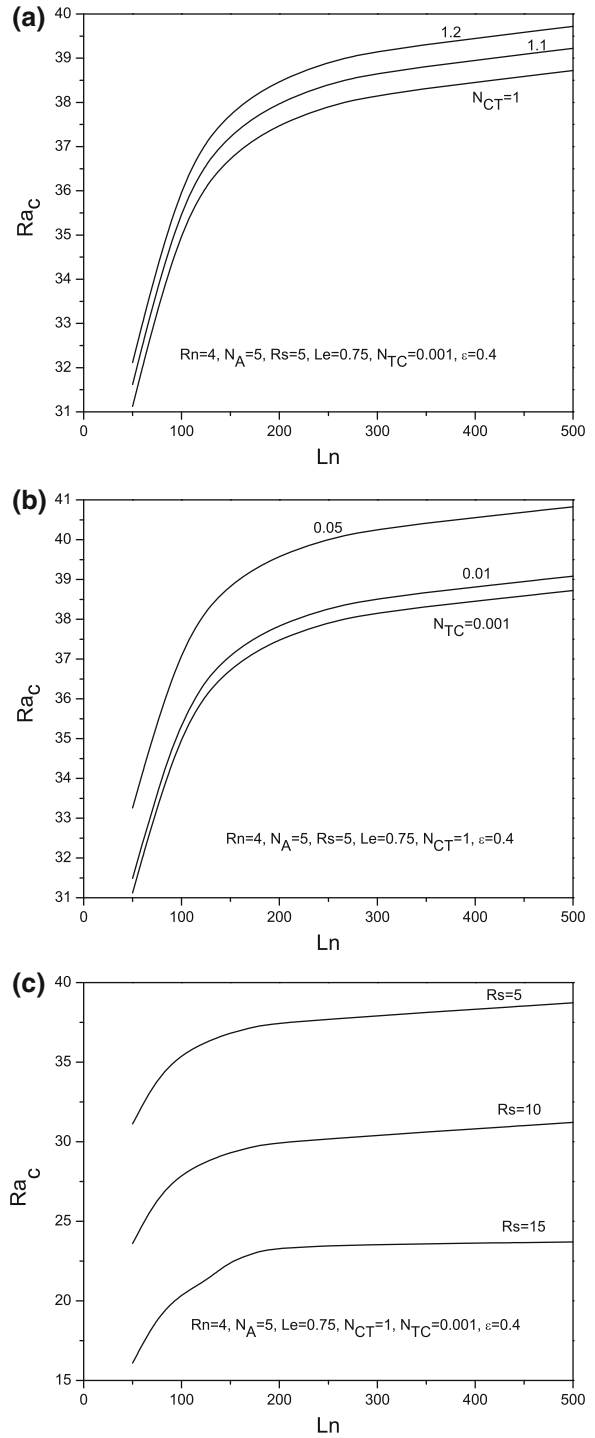 (a)
40
39
38
37
36
35
34
33
32
31
Ra_C
1.2
1.1
N_CT=1
Rn=4, N_A=5, Rs=5, Le=0.75, N_TC=0.001, ε=0.4
0 100 200 300 400 500
Ln
(b)
41
40
39
38
37
36
35
34
33
32
31
Ra_C
0.05
0.01
N_TC=0.001
Rn=4, N_A=5, Rs=5, Le=0.75, N_CT=1, ε=0.4
0 100 200 300 400 500
Ln
(c)
40
35
30
25
20
15
Ra_C
Rs=5
Rs=10
Rs=15
Rn=4, N_A=5, Le=0.75, N_CT=1, N_TC=0.001, ε=0.4
0 100 200 300 400 500
Ln